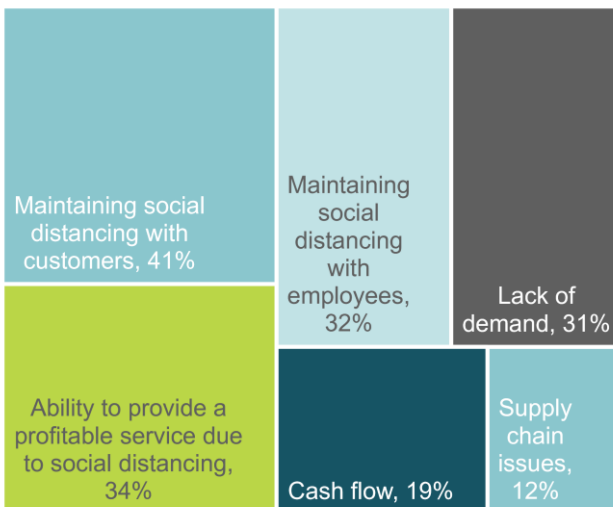 Maintaining social
distancing with
customers, 41%
Maintaining
social
distancing
with
employees,
32%
Lack of
demand, 31%
Ability to provide a
profitable service due
to social distancing,
34%
Cash flow, 19%
Supply
chain
issues,
12%